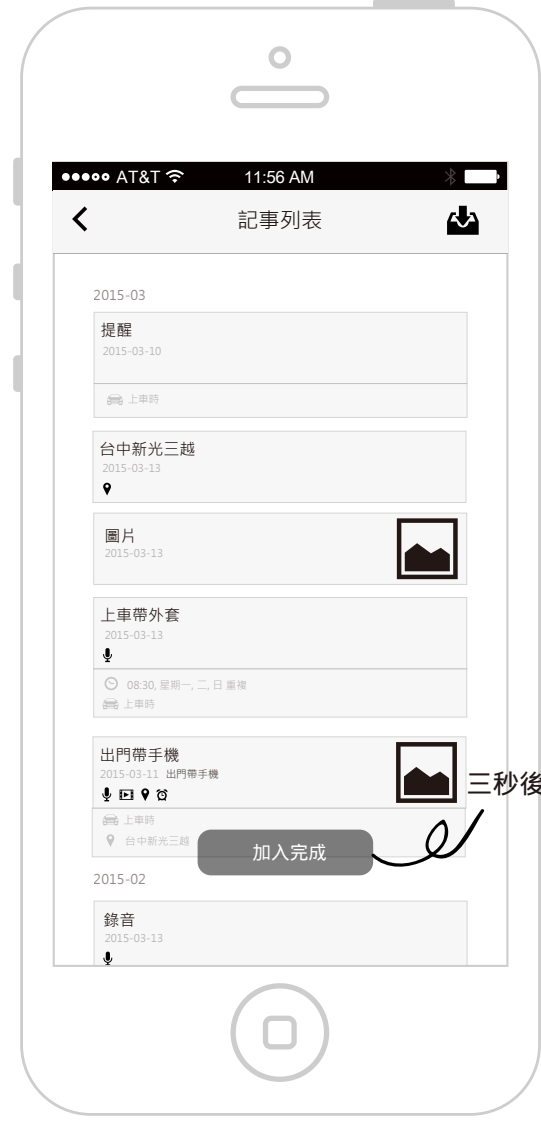 AT&T 11:56 AM
記事列表
2015-03
提醒
2015-03-10
上車時
台中新光三越
2015-03-13
圖片
2015-03-13
上車帶外套
2015-03-13
08:30, 星期一, 二, 日 重複
上車時
出門帶手機
2015-03-11 出門帶手機
三秒後
上車時
台中新光三越
加入完成
2015-02
錄音
2015-03-13